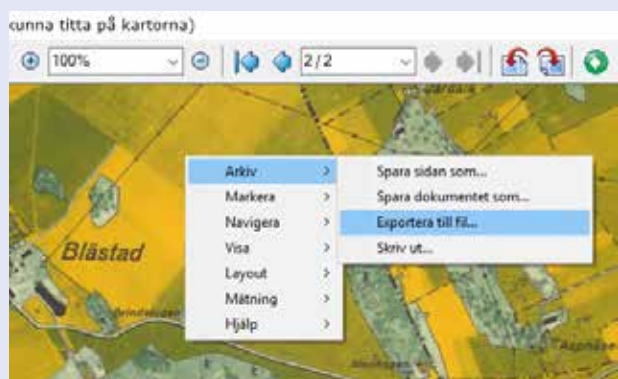 kunna titta på kartorna)
100%
2/2
Arkiv
Markera
Navigera
Visa
Layout
Mätning
Hjälp
Spara sidan som...
Spara dokumentet som...
Exportera till fil...
Skriv ut...
Blästad